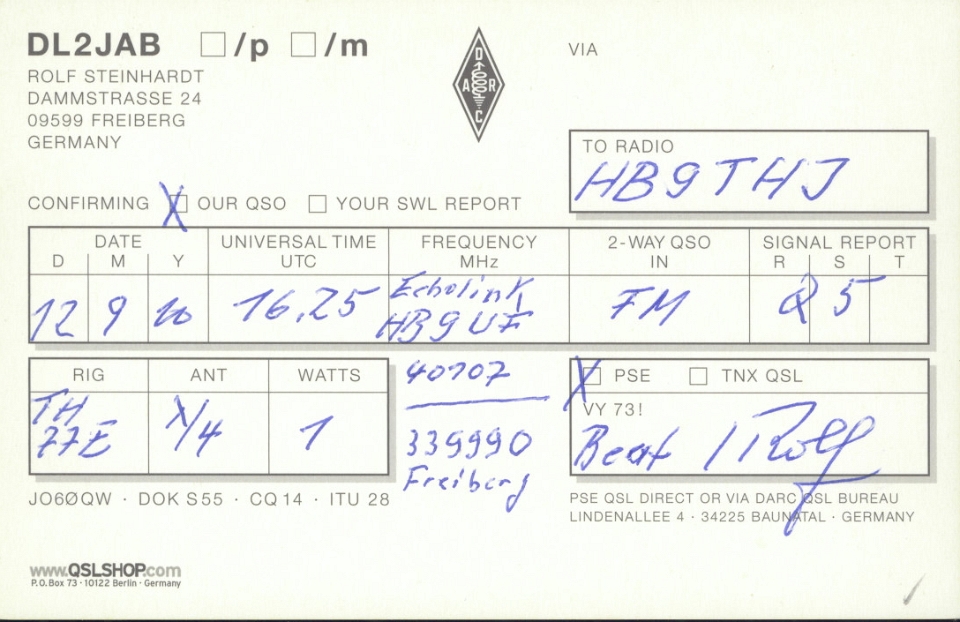 DL2JAB /p /m
ROLF STEINHARDT
DAMMSTRASSE 24
09599 FREIBERG
GERMANY
D
A R
C
VIA
TO RADIO
HB9THJ
CONFIRMING X OUR QSO YOUR SWL REPORT
DATE UNIVERSAL TIME FREQUENCY 2-WAY QSO SIGNAL REPORT
D M Y UTC MHz IN R S T
12 9 10 16.25 Echolink FM Q5
HB9UF
RIG ANT WATTS
TH λ/4 1
77E
40707
339990
Freiberg
X PSE TNX QSL
VY 73!
Beat / Rolf
JO6ØQW · DOK S55 · CQ 14 · ITU 28
PSE QSL DIRECT OR VIA DARC QSL BUREAU
LINDENALLEE 4 · 34225 BAUNATAL · GERMANY
www.QSLSHOP.com
P.O.Box 73 · 10122 Berlin · Germany